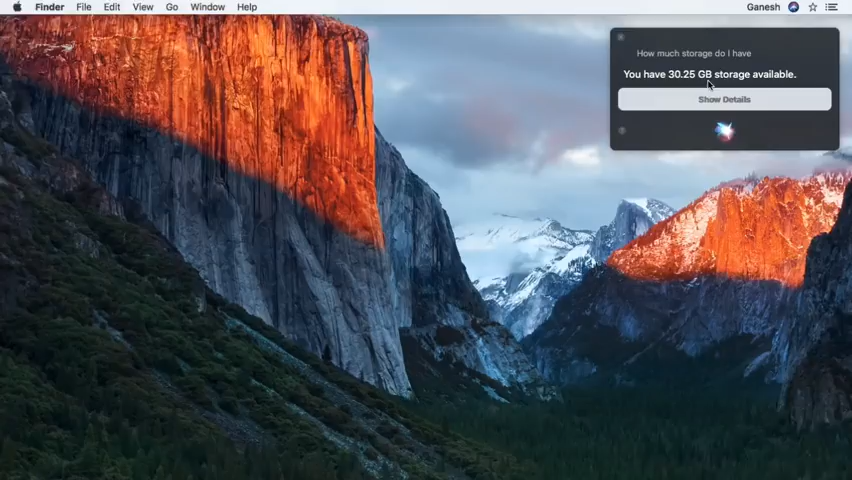 Finder File Edit View Go Window Help Ganesh
How much storage do I have
You have 30.25 GB storage available.
Show Details